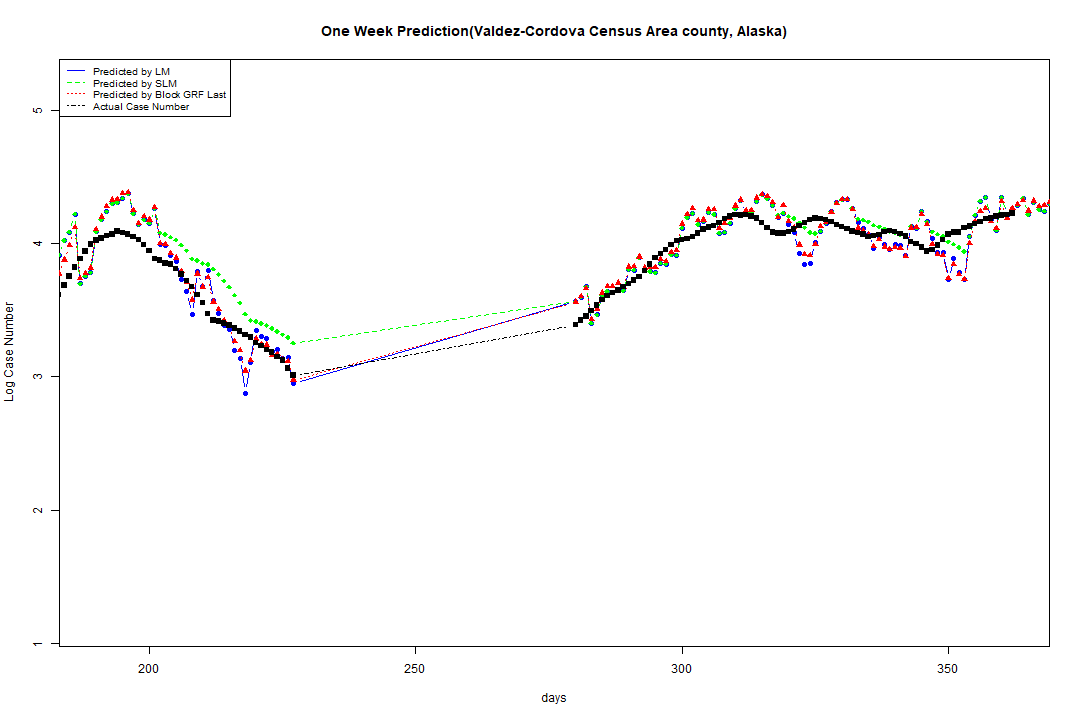 One Week Prediction(Valdez-Cordova Census Area county, Alaska)
Predicted by LM
Predicted by SLM
Predicted by Block GRF Last
Actual Case Number
5
4
3
2
1
Log Case Number
200 250 300 350
days